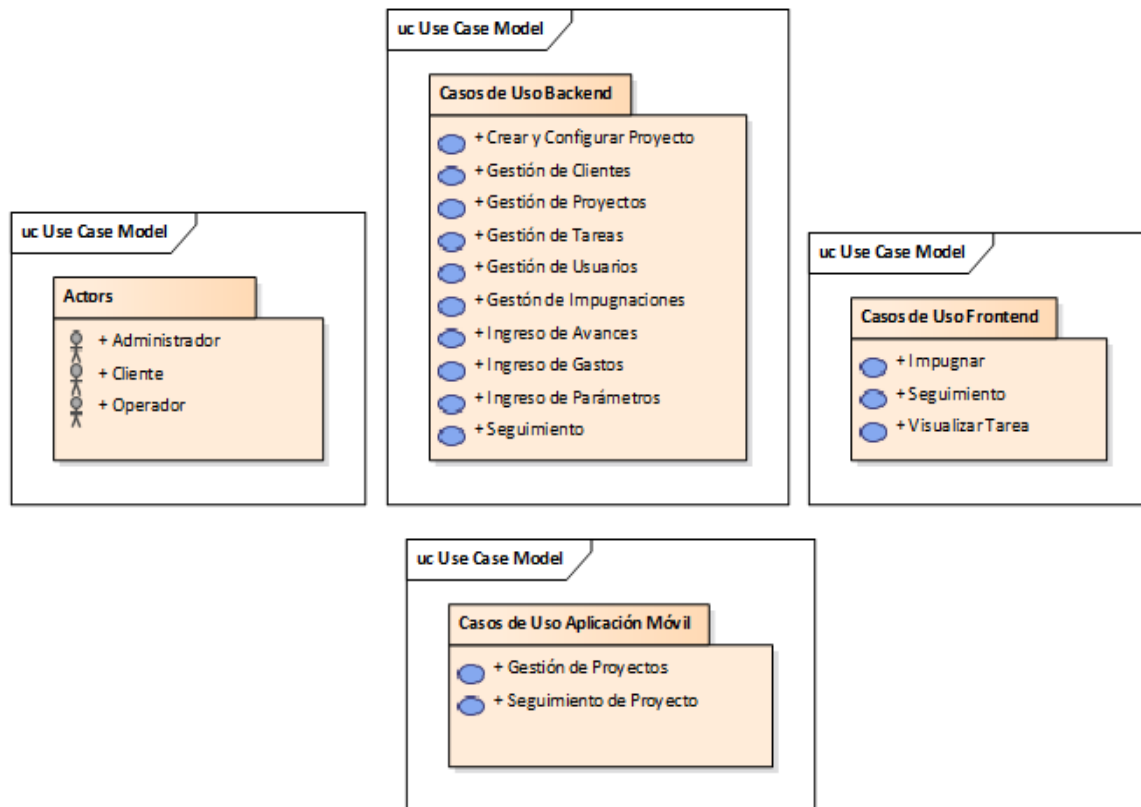 uc Use Case Model
Actors
+ Administrador
+ Cliente
+ Operador
uc Use Case Model
Casos de Uso Backend
+ Crear y Configurar Proyecto
+ Gestión de Clientes
+ Gestión de Proyectos
+ Gestión de Tareas
+ Gestión de Usuarios
+ Gestón de Impugnaciones
+ Ingreso de Avances
+ Ingreso de Gastos
+ Ingreso de Parámetros
+ Seguimiento
uc Use Case Model
Casos de Uso Frontend
+ Impugnar
+ Seguimiento
+ Visualizar Tarea
uc Use Case Model
Casos de Uso Aplicación Móvil
+ Gestión de Proyectos
+ Seguimiento de Proyecto